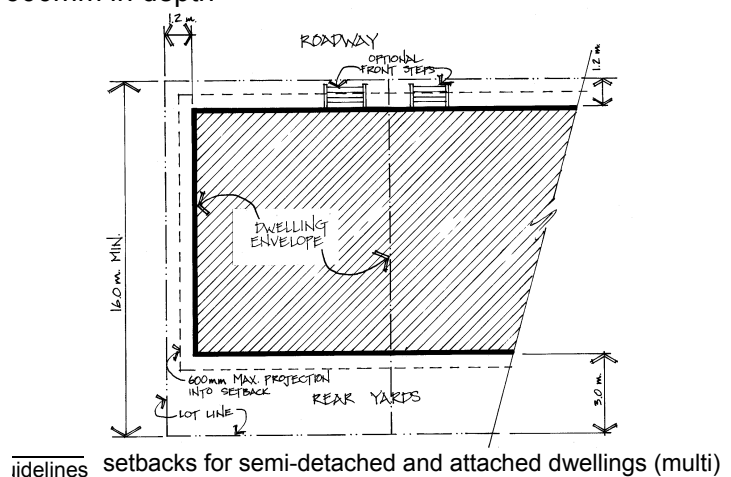 1.2 m.
ROADWAY
OPTIONAL
FRONT STEPS
1.2 m.
16.0 m. MIN.
DWELLING
ENVELOPE
600mm MAX. PROJECTION
INTO SETBACK
REAR YARDS
3.0 m.
LOT LINE
setbacks for semi-detached and attached dwellings (multi)